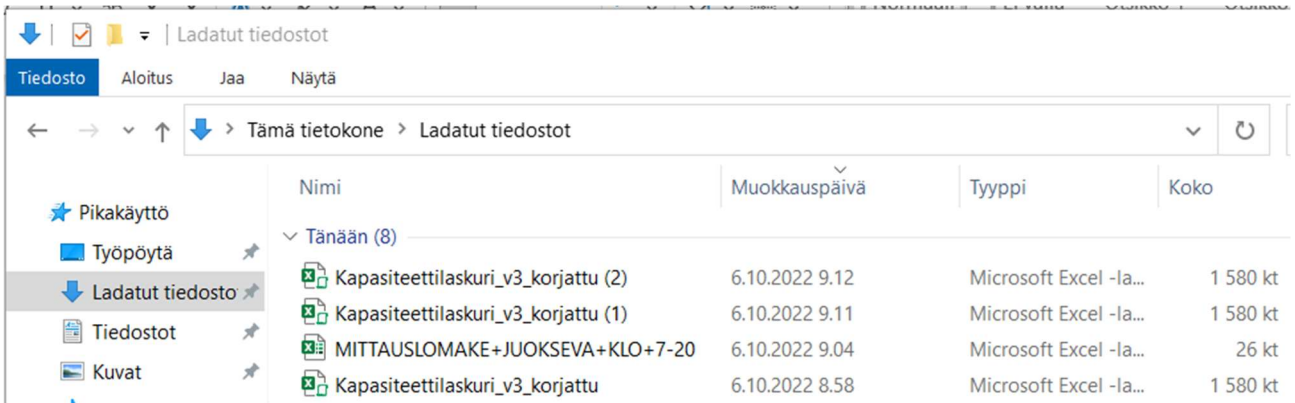 Ladatut tiedostot
Tiedosto Aloitus Jaa Näytä
Tämä tietokone > Ladatut tiedostot
Nimi Muokkauspäivä Tyyppi Koko
Pikakäyttö
Työpöytä
Ladatut tiedosto
Tiedostot
Kuvat
Tänään (8)
Kapasiteettilaskuri_v3_korjattu (2) 6.10.2022 9.12 Microsoft Excel -la... 1 580 kt
Kapasiteettilaskuri_v3_korjattu (1) 6.10.2022 9.11 Microsoft Excel -la... 1 580 kt
MITTAUSLOMAKE+JUOKSEVA+KLO+7-20 6.10.2022 9.04 Microsoft Excel -la... 26 kt
Kapasiteettilaskuri_v3_korjattu 6.10.2022 8.58 Microsoft Excel -la... 1 580 kt